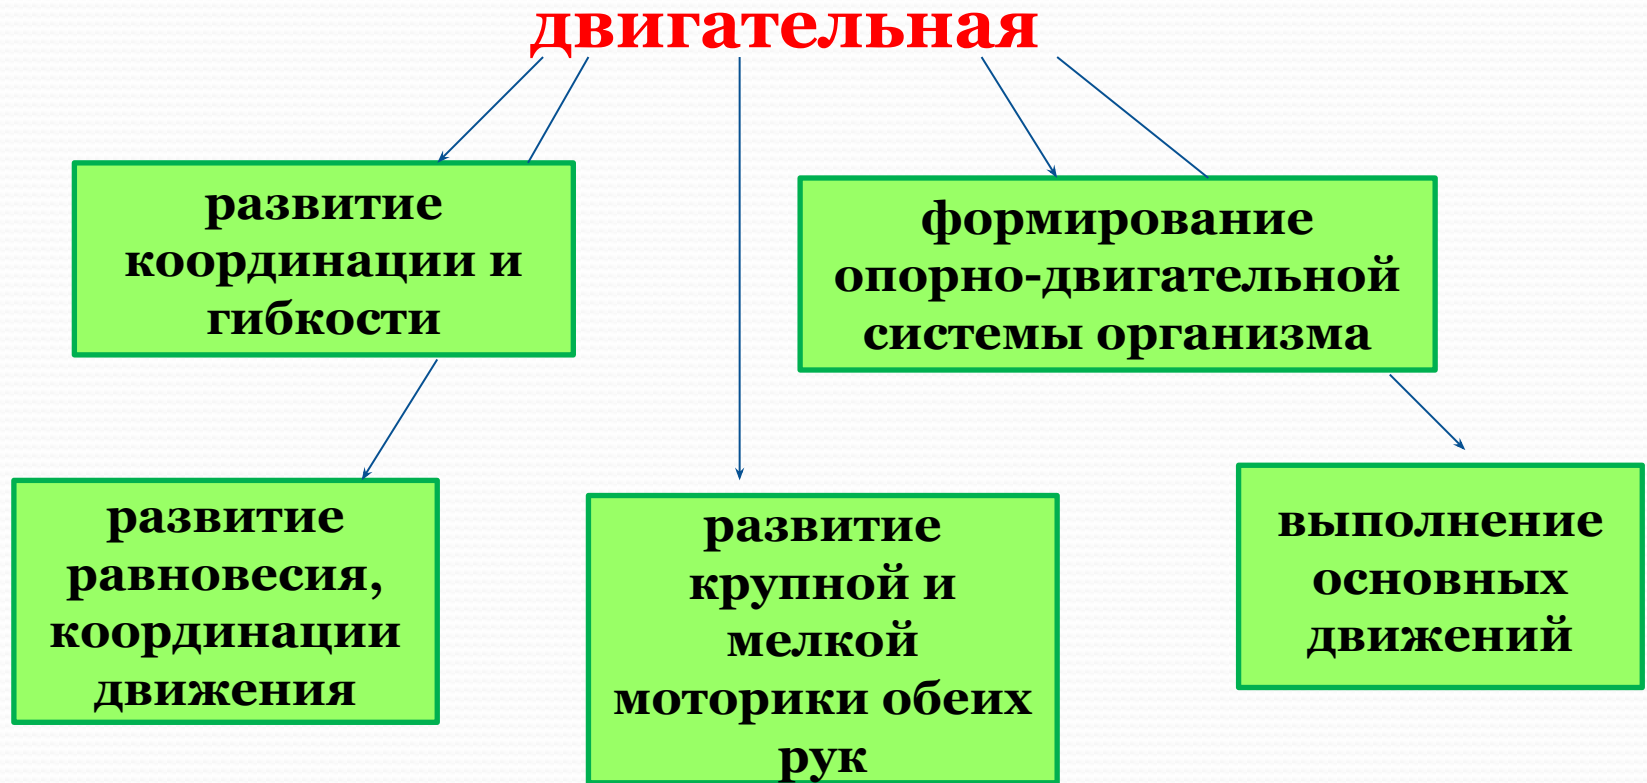 двигательная
развитие
координации и
гибкости
формирование
опорно-двигательной
системы организма
развитие
равновесия,
координации
движения
развитие
крупной и
мелкой
моторики обеих
рук
выполнение
основных
движений